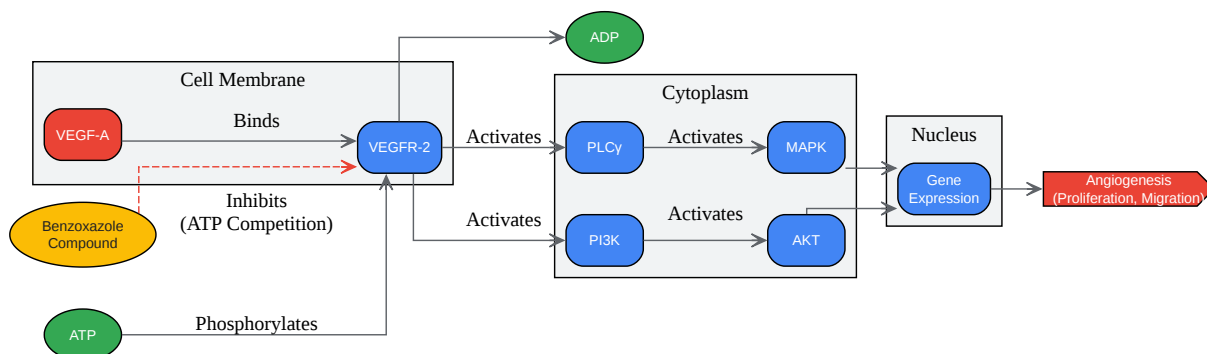 ADP
Cell Membrane
VEGF-A
Binds
VEGFR-2
Inhibits
(ATP Competition)
Benzoxazole
Compound
ATP
Phosphorylates
Activates
Activates
Cytoplasm
PLCγ
Activates
MAPK
PI3K
Activates
AKT
Nucleus
Gene
Expression
Angiogenesis
(Proliferation, Migration)